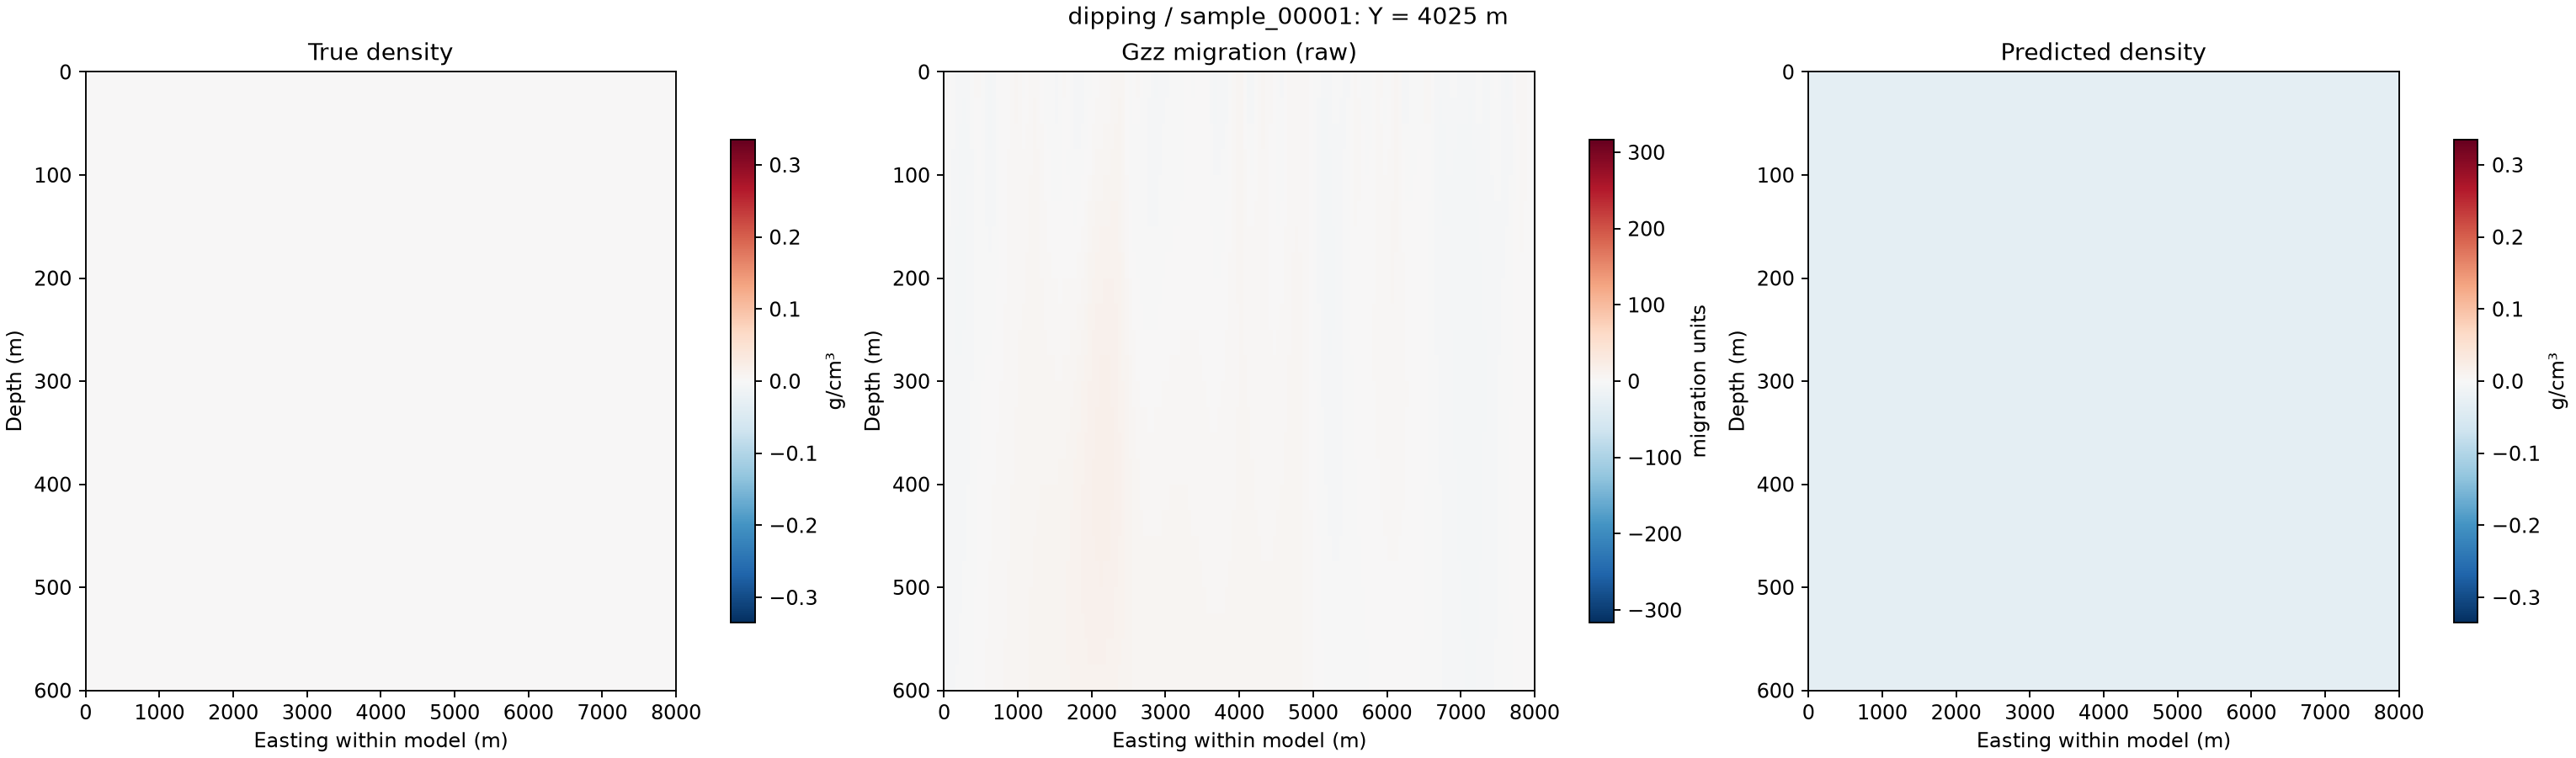 dipping / sample_00001: Y = 4025 m
True density
0
100
200
300
400
500
600
Depth (m)
0 1000 2000 3000 4000 5000 6000 7000 8000
Easting within model (m)
0.3
0.2
0.1
0.0
−0.1
−0.2
−0.3
g/cm³
Gzz migration (raw)
0
100
200
300
400
500
600
Depth (m)
0 1000 2000 3000 4000 5000 6000 7000 8000
Easting within model (m)
300
200
100
0
−100
−200
−300
migration units
Predicted density
0
100
200
300
400
500
600
Depth (m)
0 1000 2000 3000 4000 5000 6000 7000 8000
Easting within model (m)
0.3
0.2
0.1
0.0
−0.1
−0.2
−0.3
g/cm³